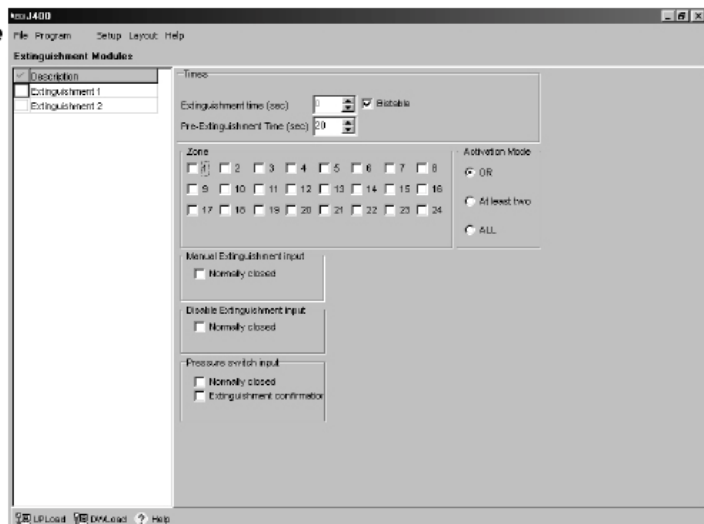 J400
File Program Setup Layout Help
Extinguishment Modules
Description
Extinguishment 1
Extinguishment 2
Times
Extinguishment time (sec) 0 Bistable
Pre-Extinguishment Time (sec) 20
Zone
1 2 3 4 5 6 7 8
9 10 11 12 13 14 15 16
17 18 19 20 21 22 23 24
Activation Mode
OR
At least two
ALL
Manual Extinguishment input
Normally closed
Disable Extinguishment input
Normally closed
Pressure switch input
Normally closed
Extinguishment confirmation
UPLoad DWLoad ? Help